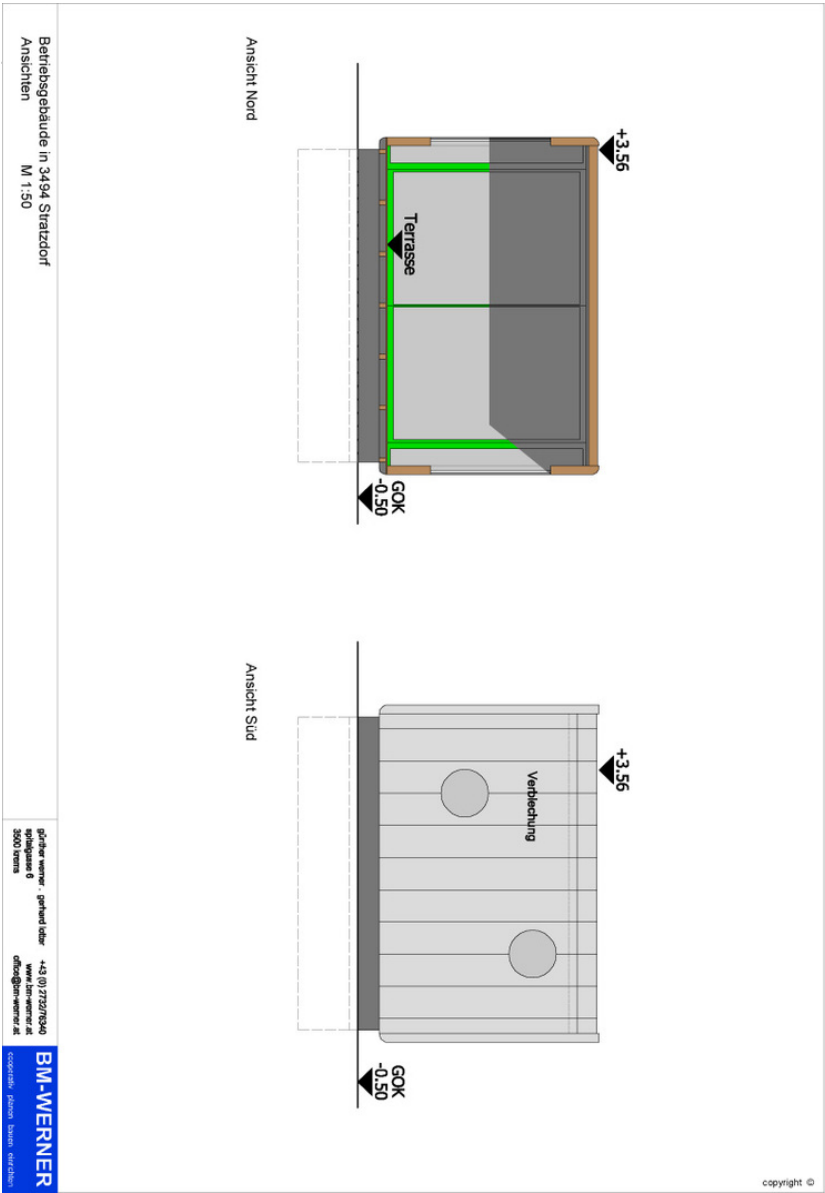 copyright ©
Ansicht Nord
+3.56
Terrasse
GOK
-0.50
Ansicht Süd
+3.56
Verblechung
GOK
-0.50
Betriebsgebäude in 3494 Stratzdorf
Ansichten M 1:50
günther werner . gerhard lotter
spitalgasse 6
3500 krems
+43 (0) 2732/76340
www.bm-werner.at
office@bm-werner.at
BM-WERNER
cooperativ planen bauen einrichten